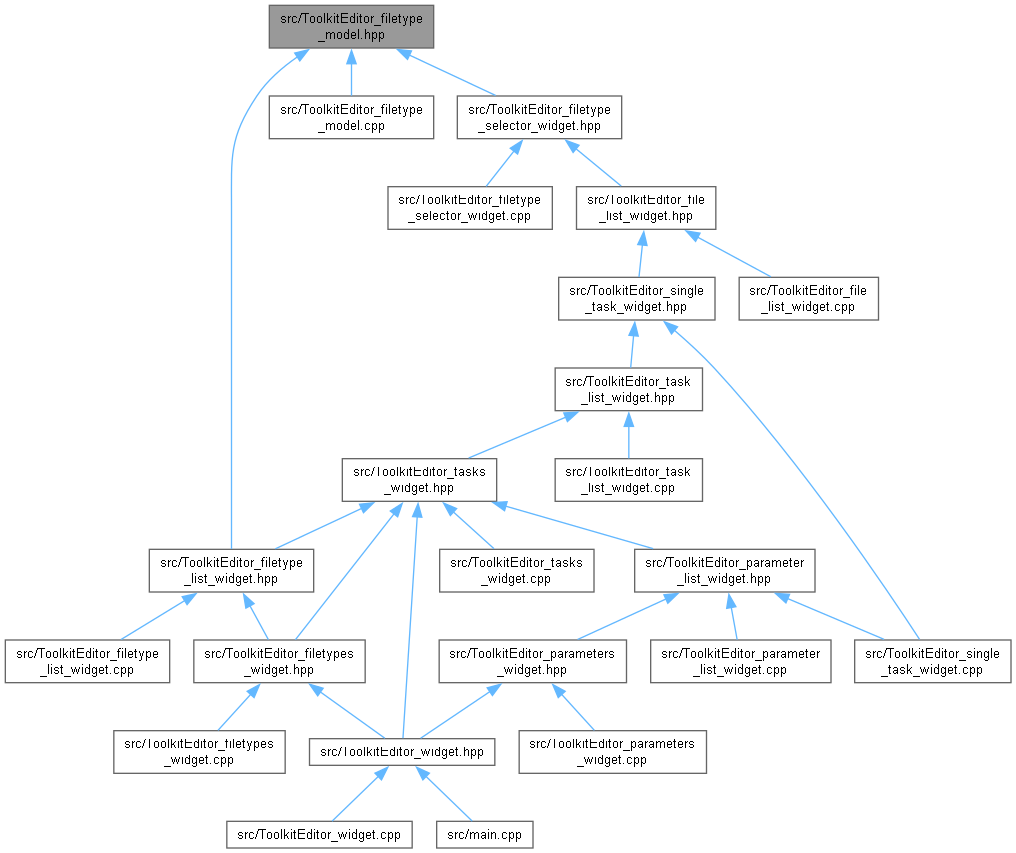 src/ToolkitEditor_filetype
_model.hpp
src/ToolkitEditor_filetype
_model.cpp
src/ToolkitEditor_filetype
_selector_widget.hpp
src/ToolkitEditor_filetype
_selector_widget.cpp
src/ToolkitEditor_file
_list_widget.hpp
src/ToolkitEditor_single
_task_widget.hpp
src/ToolkitEditor_file
_list_widget.cpp
src/ToolkitEditor_task
_list_widget.hpp
src/ToolkitEditor_tasks
_widget.hpp
src/ToolkitEditor_task
_list_widget.cpp
src/ToolkitEditor_filetype
_list_widget.hpp
src/ToolkitEditor_tasks
_widget.cpp
src/ToolkitEditor_parameter
_list_widget.hpp
src/ToolkitEditor_filetype
_list_widget.cpp
src/ToolkitEditor_filetypes
_widget.hpp
src/ToolkitEditor_parameters
_widget.hpp
src/ToolkitEditor_parameter
_list_widget.cpp
src/ToolkitEditor_single
_task_widget.cpp
src/ToolkitEditor_filetypes
_widget.cpp
src/ToolkitEditor_widget.hpp
src/ToolkitEditor_parameters
_widget.cpp
src/ToolkitEditor_widget.cpp
src/main.cpp